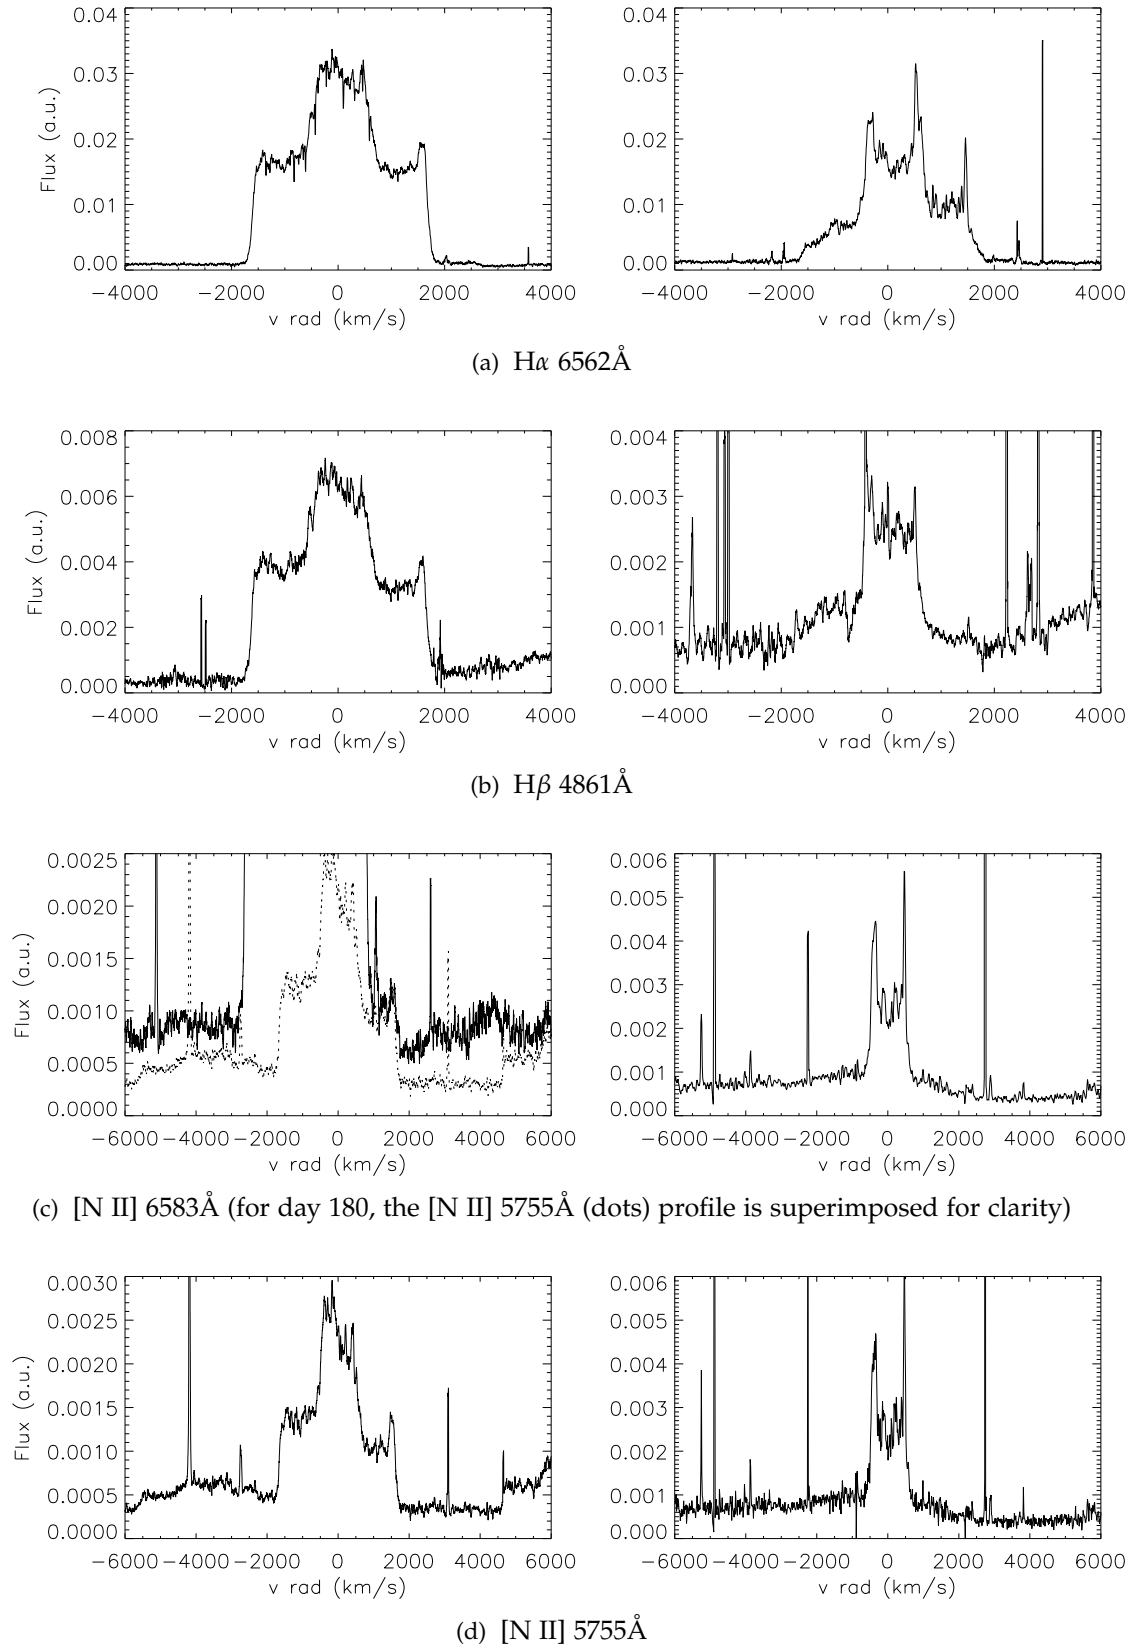 0.04
0.03
0.02
0.01
0.00
Flux (a.u.)
−4000 −2000 0 2000 4000
v rad (km/s)
0.04
0.03
0.02
0.01
0.00
−4000 −2000 0 2000 4000
v rad (km/s)
(a) Hα 6562Å
0.008
0.006
0.004
0.002
0.000
Flux (a.u.)
−4000 −2000 0 2000 4000
v rad (km/s)
0.004
0.003
0.002
0.001
0.000
−4000 −2000 0 2000 4000
v rad (km/s)
(b) Hβ 4861Å
0.0025
0.0020
0.0015
0.0010
0.0005
0.0000
Flux (a.u.)
−6000 −4000 −2000 0 2000 4000 6000
v rad (km/s)
0.006
0.005
0.004
0.003
0.002
0.001
0.000
−6000 −4000 −2000 0 2000 4000 6000
v rad (km/s)
(c) [N II] 6583Å (for day 180, the [N II] 5755Å (dots) profile is superimposed for clarity)
0.0030
0.0025
0.0020
0.0015
0.0010
0.0005
0.0000
Flux (a.u.)
−6000 −4000 −2000 0 2000 4000 6000
v rad (km/s)
0.006
0.005
0.004
0.003
0.002
0.001
0.000
−6000 −4000 −2000 0 2000 4000 6000
v rad (km/s)
(d) [N II] 5755Å